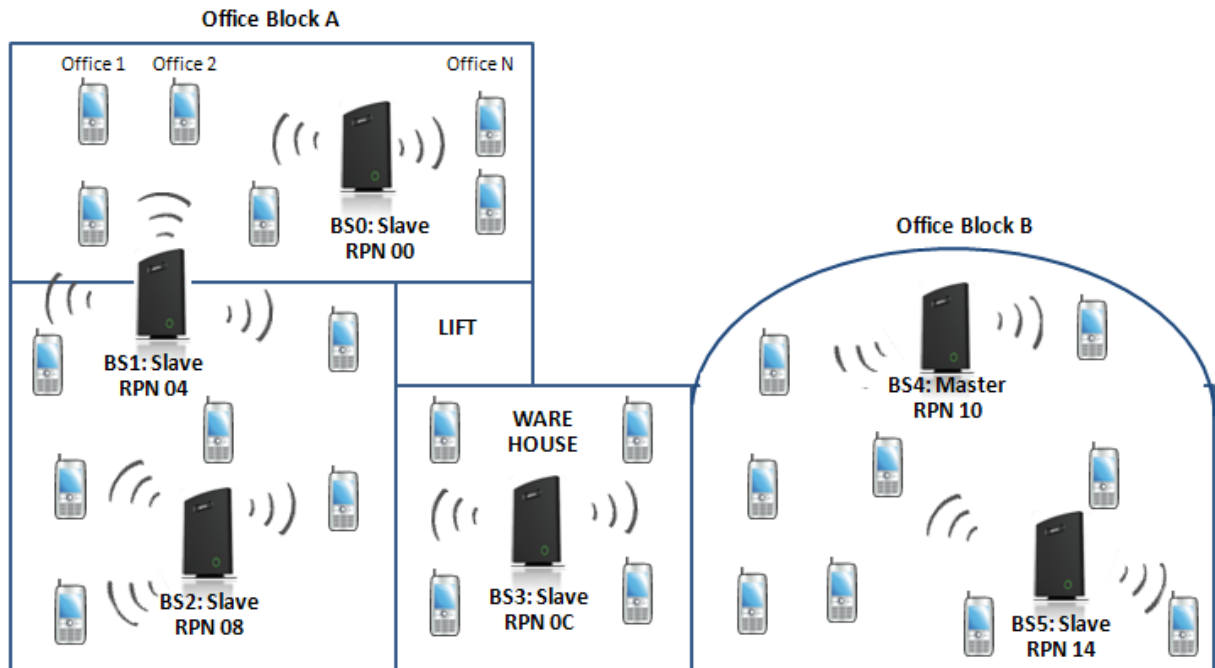 Office Block A
Office 1
Office 2
Office N
BS0: Slave
RPN 00
Office Block B
BS1: Slave
RPN 04
LIFT
BS4: Master
RPN 10
WARE
HOUSE
BS2: Slave
RPN 08
BS3: Slave
RPN 0C
BS5: Slave
RPN 14